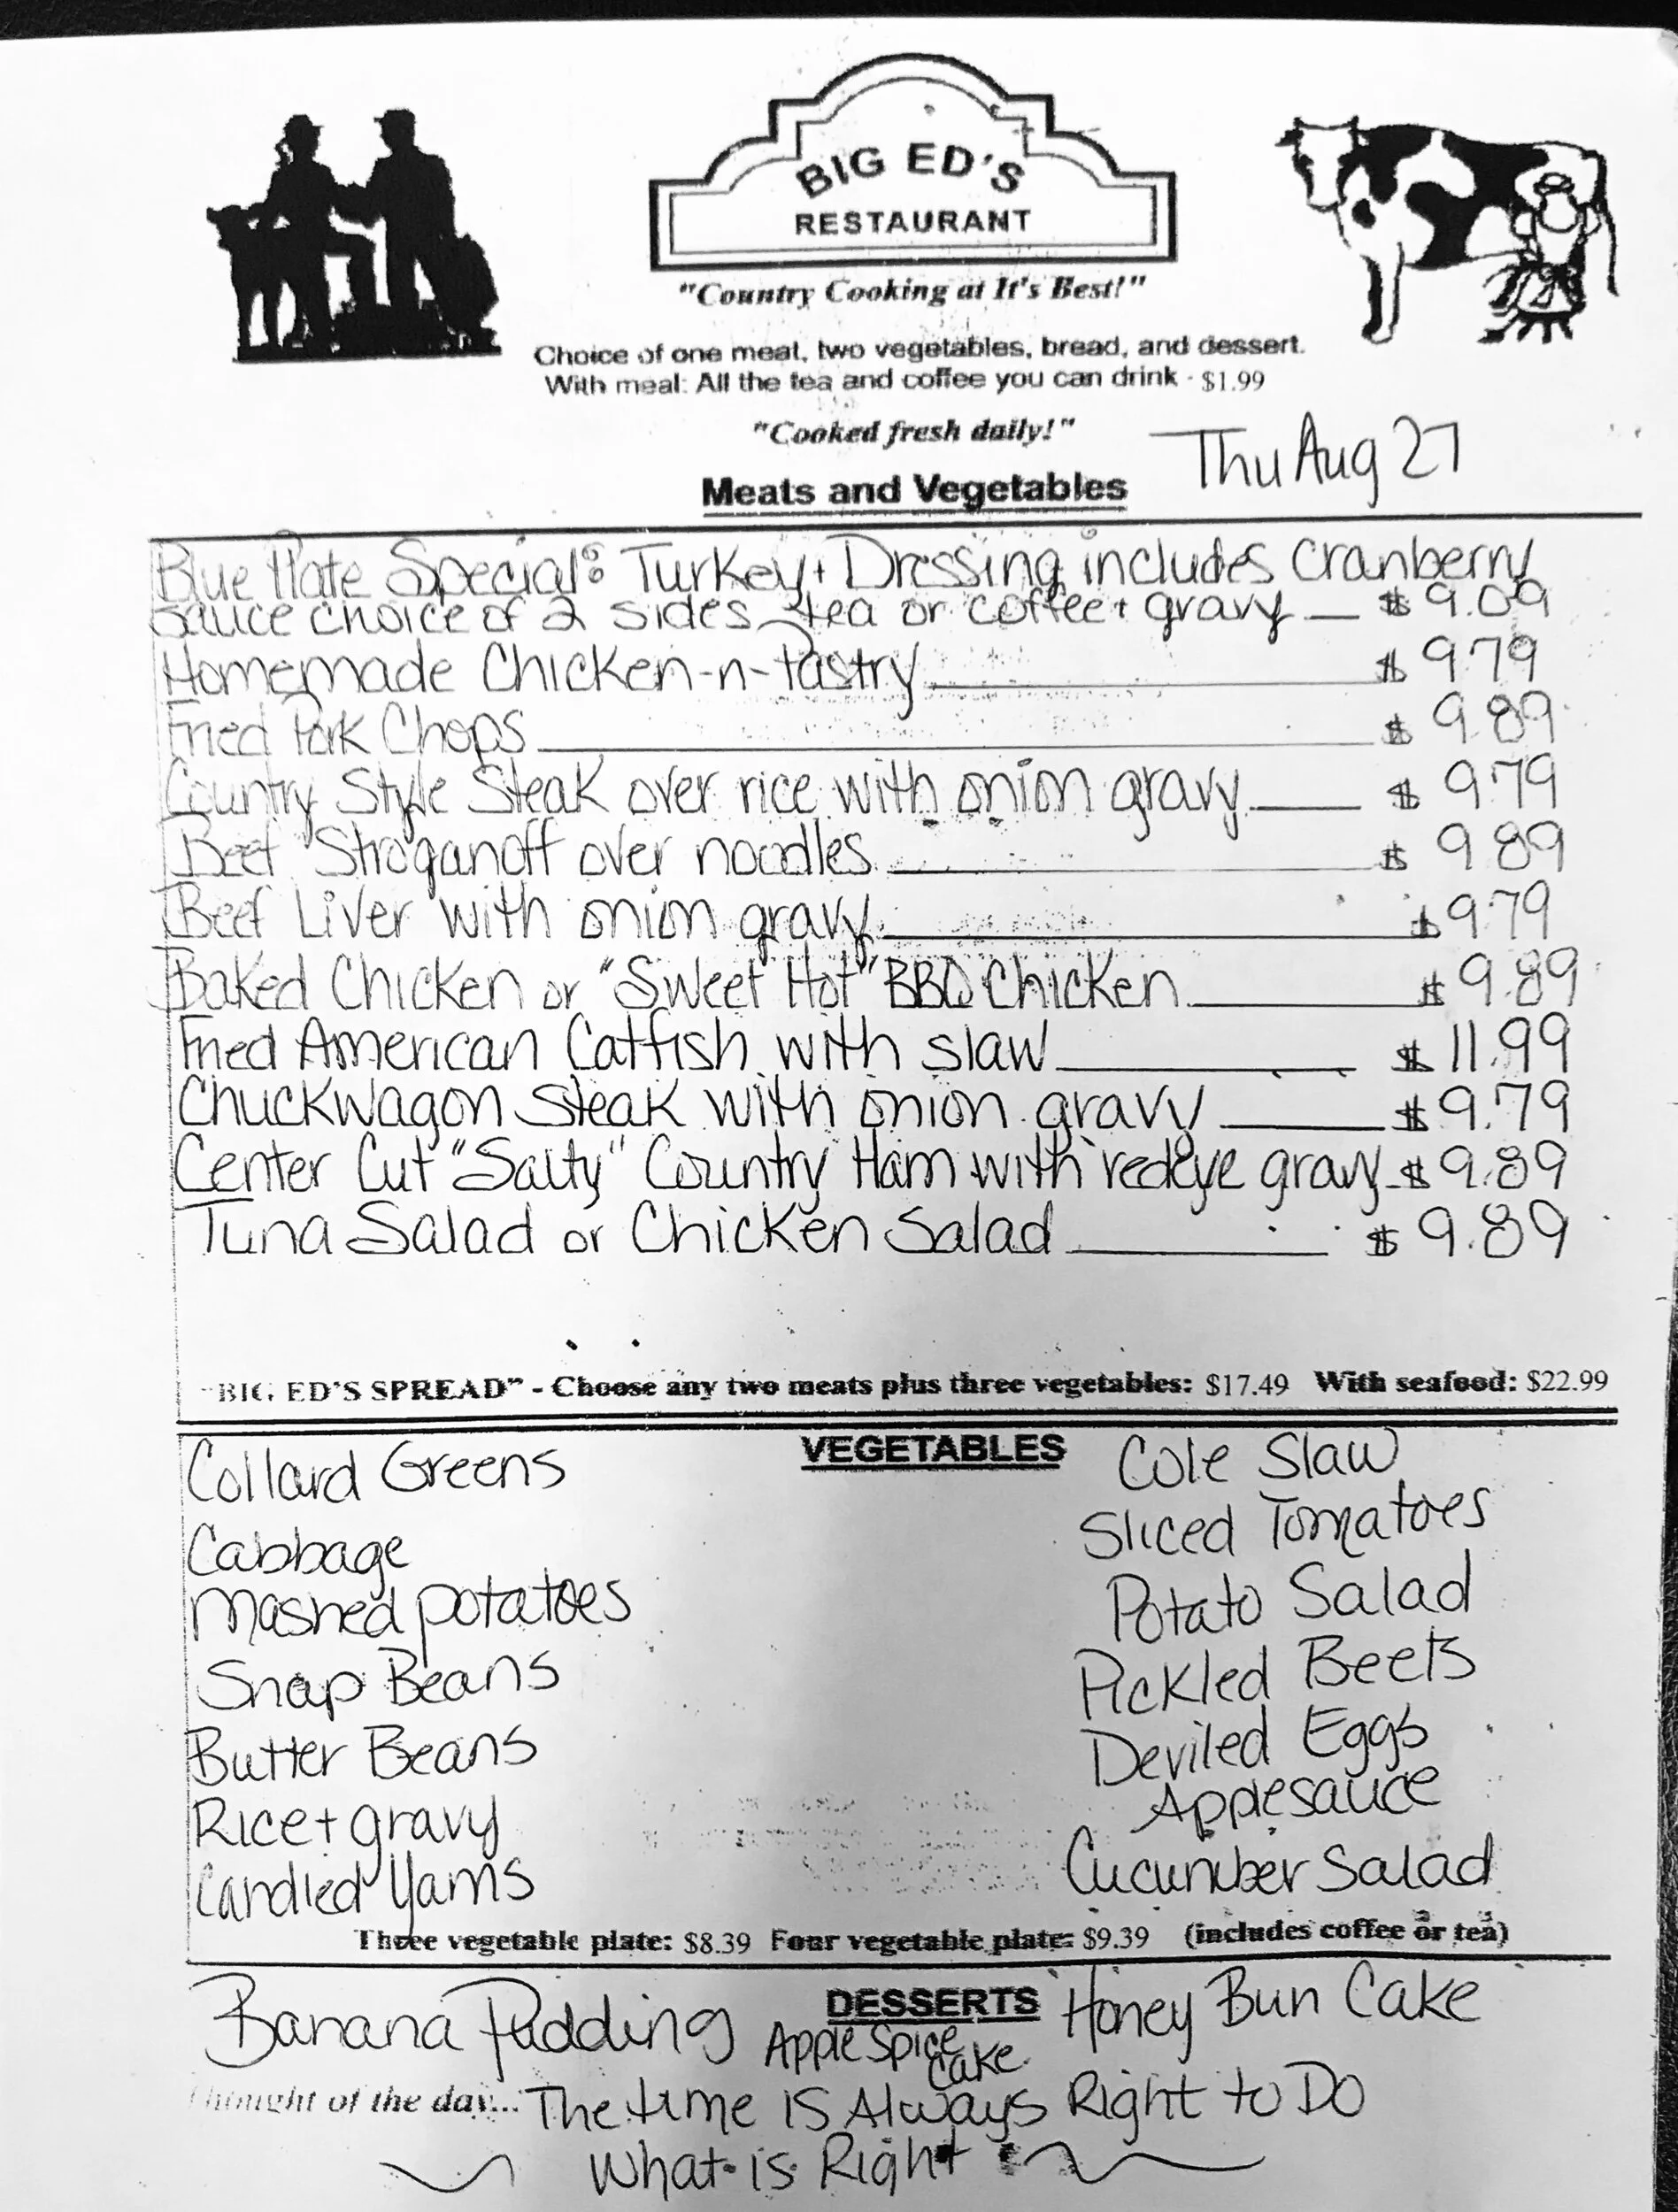 BIG ED'S
RESTAURANT
"Country Cooking at It's Best!"
Choice of one meat, two vegetables, bread, and dessert.
With meal: All the tea and coffee you can drink - $1.99
"Cooked fresh daily!"
Thu Aug 27
Meats and Vegetables
Blue Plate Special: Turkey + Dressing includes Cranberry
sauce choice of 2 sides, tea or coffee + gravy — $ 9.09
Homemade Chicken-n-Pastry $ 9.79
Fried Pork Chops $ 9.89
Country Style Steak over rice with onion gravy $ 9.79
Beef Stroganoff over noodles $ 9.89
Beef Liver with onion gravy $ 9.79
Baked Chicken or "Sweet Hot" BBQ Chicken $ 9.89
Fried American Catfish with slaw $ 11.99
Chuckwagon Steak with onion gravy $ 9.79
Center Cut "Salty" Country Ham with redeye gravy $ 9.89
Tuna Salad or Chicken Salad $ 9.89
"BIG ED'S SPREAD" - Choose any two meats plus three vegetables: $17.49 With seafood: $22.99
VEGETABLES
Collard Greens
Cabbage
Mashed potatoes
Snap Beans
Butter Beans
Rice + gravy
Candied Yams
Cole Slaw
Sliced Tomatoes
Potato Salad
Pickled Beets
Deviled Eggs
Applesauce
Cucumber Salad
Three vegetable plate: $8.39 Four vegetable plate: $9.39 (includes coffee or tea)
DESSERTS
Banana Pudding
Apple Spice
Cake
Honey Bun Cake
Thought of the day... The time IS Always Right to DO
What is Right